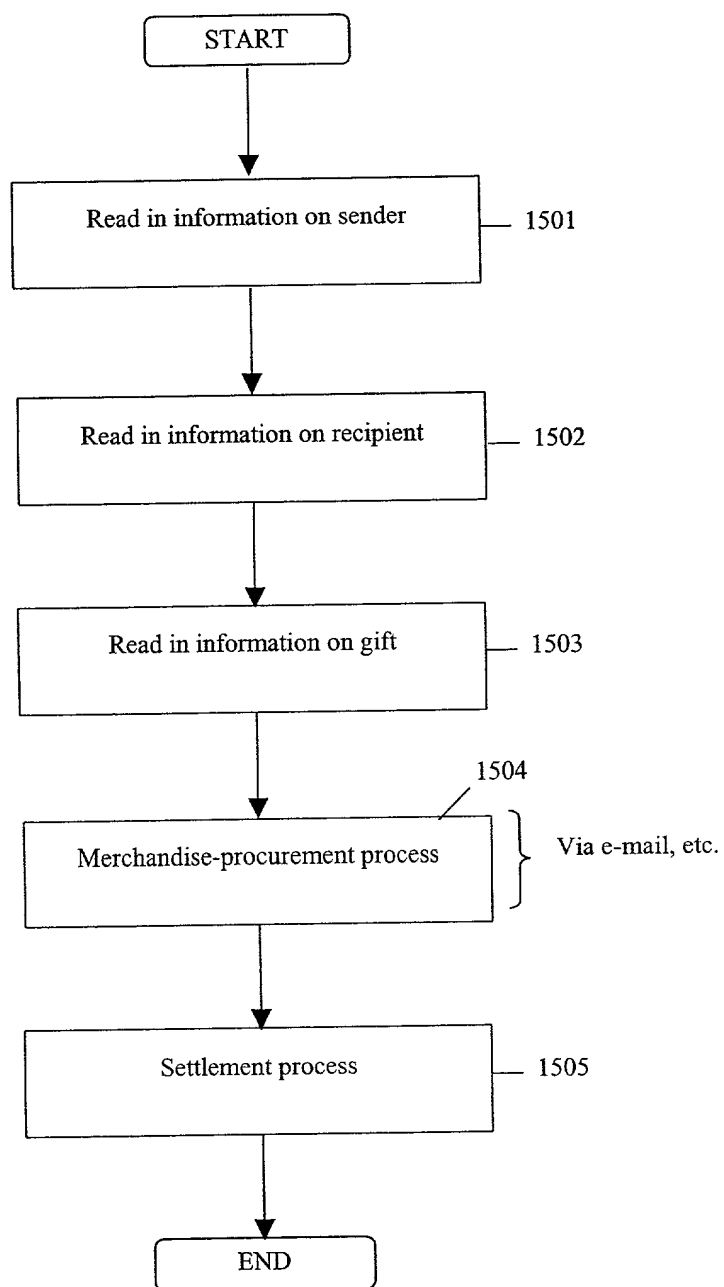 START
Read in information on sender
1501
Read in information on recipient
1502
Read in information on gift
1503
1504
Merchandise-procurement process
Via e-mail, etc.
Settlement process
1505
END